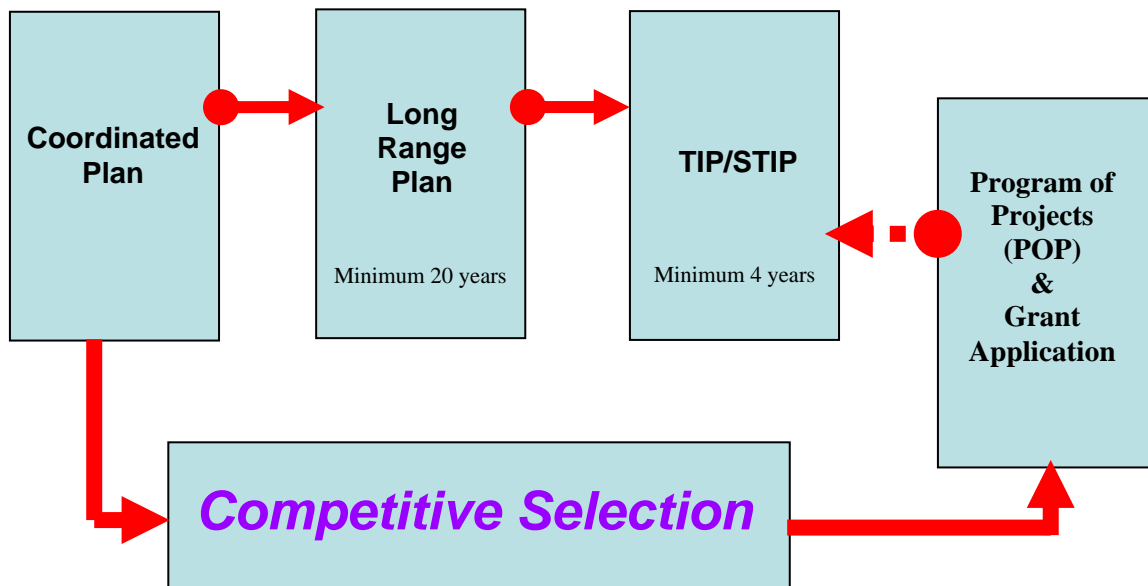 Coordinated
Plan
Long
Range
Plan
Minimum 20 years
TIP/STIP
Minimum 4 years
Program of
Projects
(POP)
&
Grant
Application
Competitive Selection